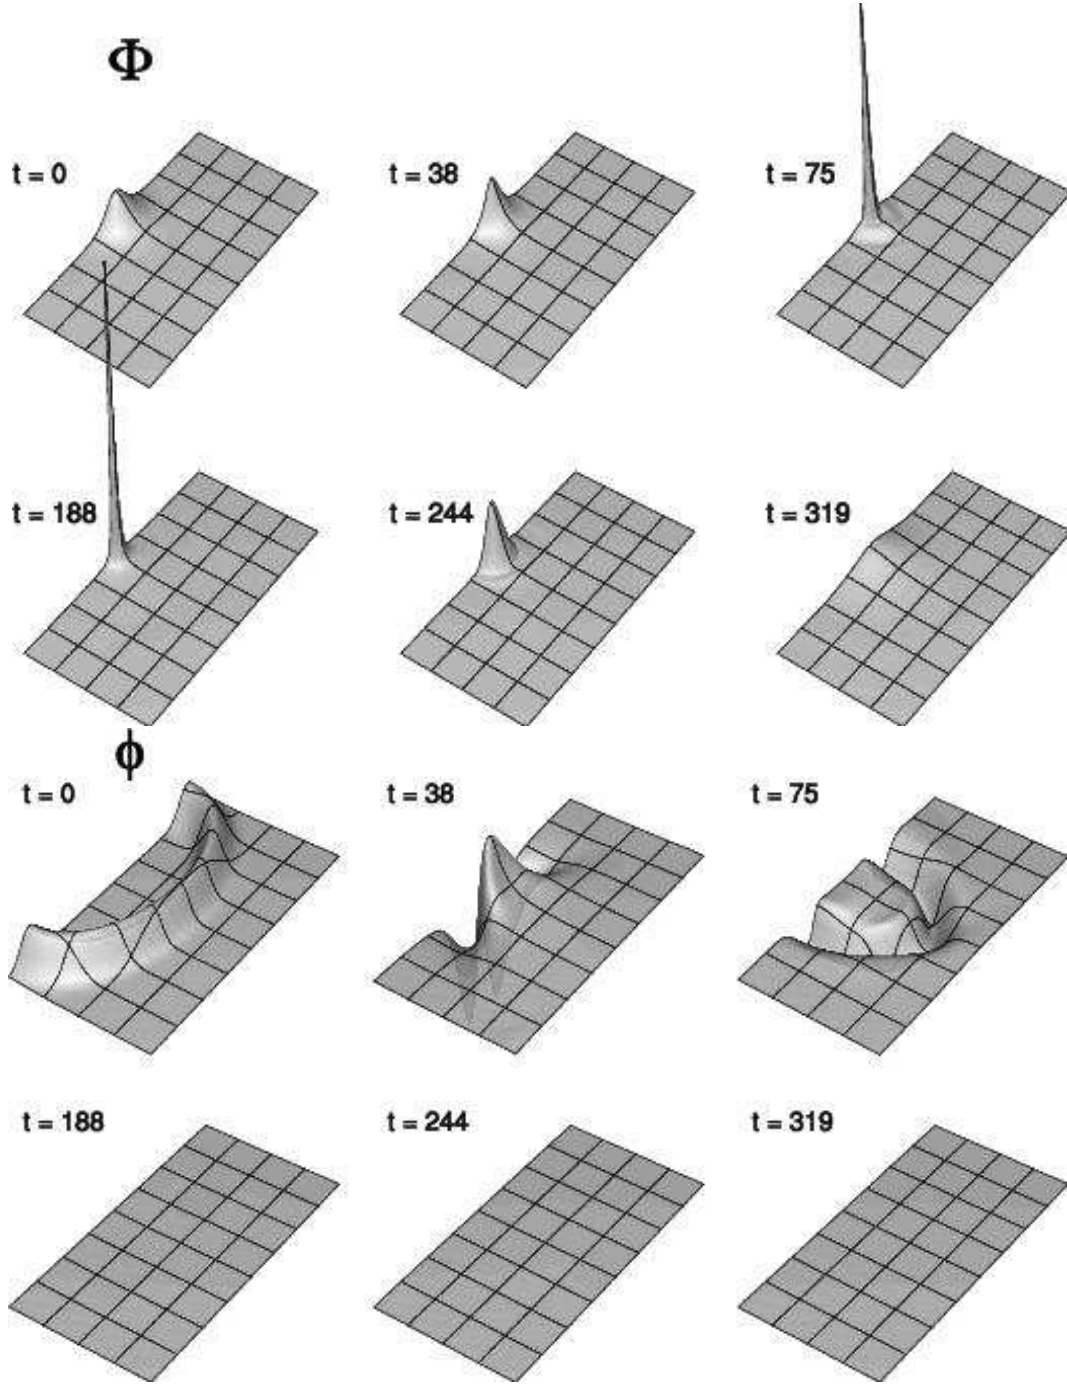 Φ
t = 0 t = 38 t = 75
t = 188 t = 244 t = 319
ϕ
t = 0 t = 38 t = 75
t = 188 t = 244 t = 319